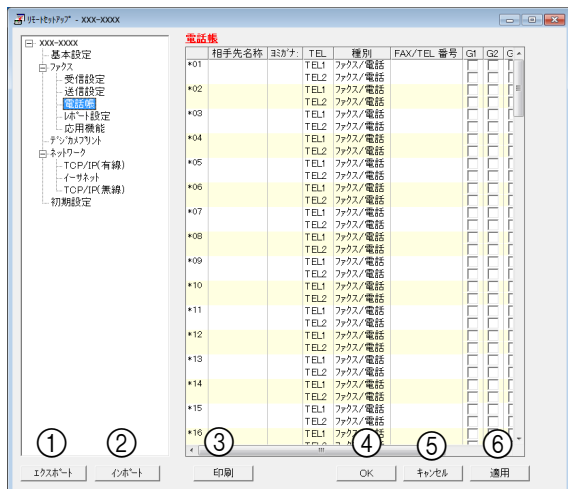 ﾘﾓｰﾄｾｯﾄｱｯﾌﾟ - XXX-XXXX
XXX-XXXX
基本設定
ﾌｧｸｽ
受信設定
送信設定
電話帳
ﾚﾎﾟｰﾄ設定
応用機能
ﾃﾞｼﾞｶﾒﾌﾟﾘﾝﾄ
ﾈｯﾄﾜｰｸ
TCP/IP(有線)
ｲｰｻﾈｯﾄ
TCP/IP(無線)
初期設定
電話帳
相手先名称 ﾖﾐｶﾞﾅ: TEL 種別 FAX/TEL 番号 G1 G2 G
*01 TEL1 ﾌｧｸｽ/電話
TEL2 ﾌｧｸｽ/電話
*02 TEL1 ﾌｧｸｽ/電話
TEL2 ﾌｧｸｽ/電話
*03 TEL1 ﾌｧｸｽ/電話
TEL2 ﾌｧｸｽ/電話
*04 TEL1 ﾌｧｸｽ/電話
TEL2 ﾌｧｸｽ/電話
*05 TEL1 ﾌｧｸｽ/電話
TEL2 ﾌｧｸｽ/電話
*06 TEL1 ﾌｧｸｽ/電話
TEL2 ﾌｧｸｽ/電話
*07 TEL1 ﾌｧｸｽ/電話
TEL2 ﾌｧｸｽ/電話
*08 TEL1 ﾌｧｸｽ/電話
TEL2 ﾌｧｸｽ/電話
*09 TEL1 ﾌｧｸｽ/電話
TEL2 ﾌｧｸｽ/電話
*10 TEL1 ﾌｧｸｽ/電話
TEL2 ﾌｧｸｽ/電話
*11 TEL1 ﾌｧｸｽ/電話
TEL2 ﾌｧｸｽ/電話
*12 TEL1 ﾌｧｸｽ/電話
TEL2 ﾌｧｸｽ/電話
*13 TEL1 ﾌｧｸｽ/電話
TEL2 ﾌｧｸｽ/電話
*14 TEL1 ﾌｧｸｽ/電話
TEL2 ﾌｧｸｽ/電話
*15 TEL1 ﾌｧｸｽ/電話
TEL2 ﾌｧｸｽ/電話
*16 TEL1
① ② ③ ④ ⑤ ⑥
ｴｸｽﾎﾟｰﾄ ｲﾝﾎﾟｰﾄ 印刷 OK ｷｬﾝｾﾙ 適用